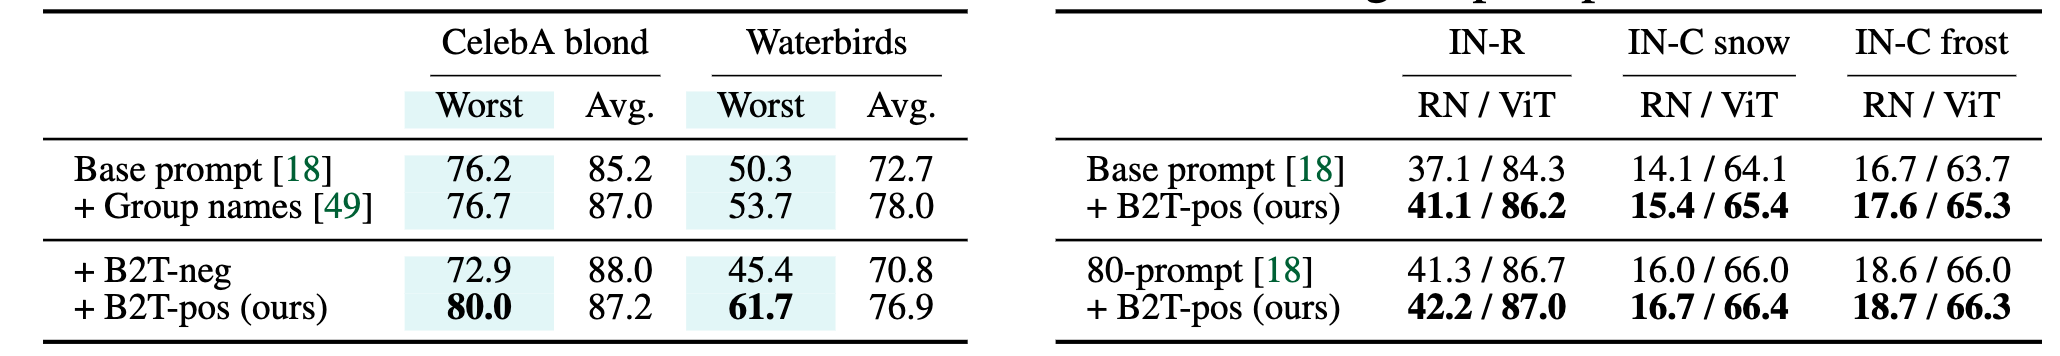 CelebA blond Waterbirds
Worst Avg. Worst Avg.
Base prompt [18] 76.2 85.2 50.3 72.7
+ Group names [49] 76.7 87.0 53.7 78.0
+ B2T-neg 72.9 88.0 45.4 70.8
+ B2T-pos (ours) 80.0 87.2 61.7 76.9
IN-R IN-C snow IN-C frost
RN / ViT RN / ViT RN / ViT
Base prompt [18] 37.1 / 84.3 14.1 / 64.1 16.7 / 63.7
+ B2T-pos (ours) 41.1 / 86.2 15.4 / 65.4 17.6 / 65.3
80-prompt [18] 41.3 / 86.7 16.0 / 66.0 18.6 / 66.0
+ B2T-pos (ours) 42.2 / 87.0 16.7 / 66.4 18.7 / 66.3